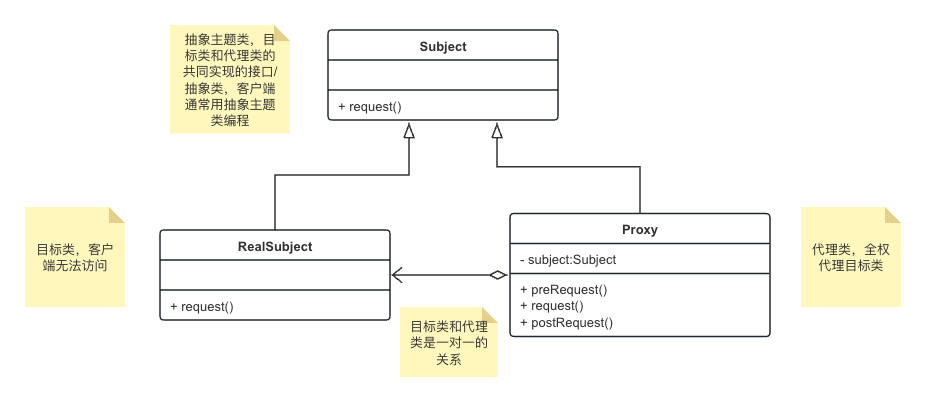 抽象主题类，目
标类和代理类的
共同实现的接口/
抽象类，客户端
通常用抽象主题
类编程
Subject
+ request()
目标类，客户
端无法访问
RealSubject
+ request()
Proxy
- subject:Subject
+ preRequest()
+ request()
+ postRequest()
代理类，全权
代理目标类
目标类和代理
类是一对一的
关系